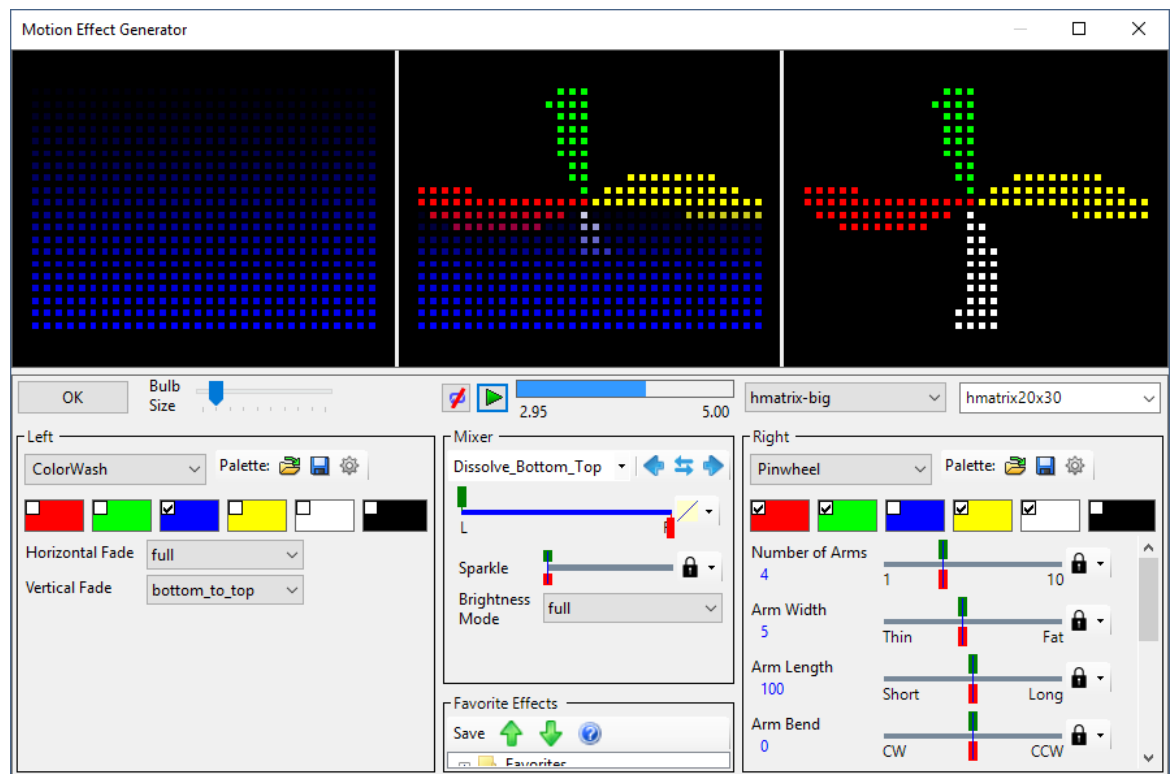 Motion Effect Generator
OK
Bulb
Size
2.95
5.00
hmatrix-big
hmatrix20x30
Left
ColorWash
Palette:
Horizontal Fade
full
Vertical Fade
bottom_to_top
Mixer
Dissolve_Bottom_Top
L
Sparkle
Brightness
Mode
full
Favorite Effects
Save
Favorites
Right
Pinwheel
Palette:
Number of Arms
4
1
10
Arm Width
5
Thin
Fat
Arm Length
100
Short
Long
Arm Bend
0
CW
CCW